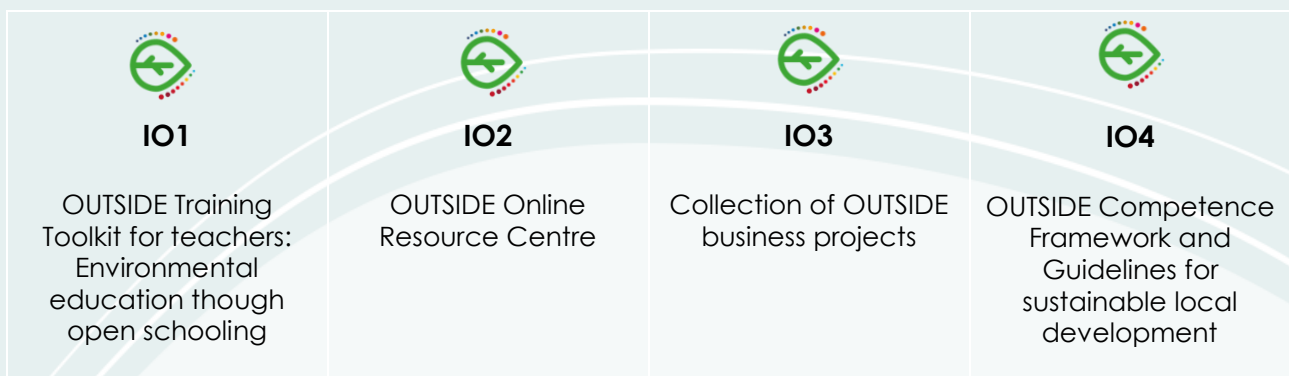 IO1
OUTSIDE Training
Toolkit for teachers:
Environmental
education though
open schooling
IO2
OUTSIDE Online
Resource Centre
IO3
Collection of OUTSIDE
business projects
IO4
OUTSIDE Competence
Framework and
Guidelines for
sustainable local
development